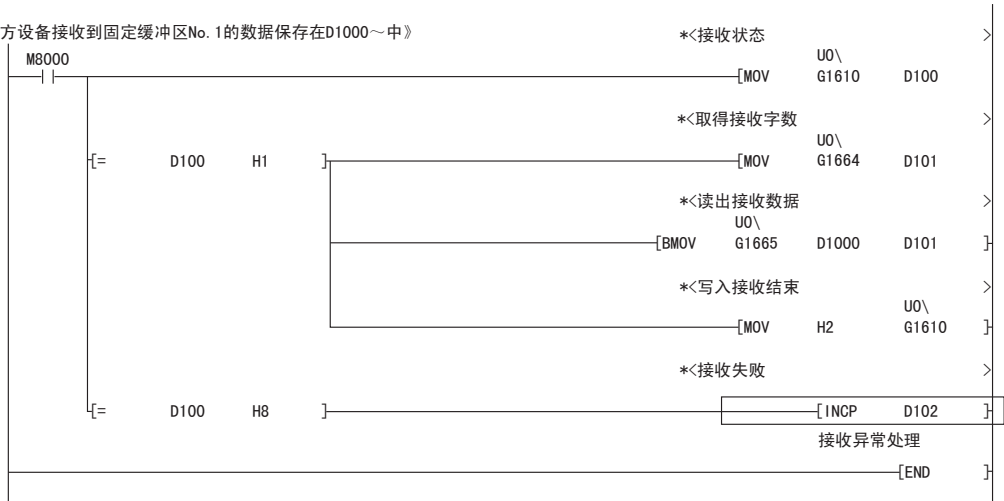 方设备接收到固定缓冲区No.1的数据保存在D1000～中》
*<接收状态 >
M8000
U0\
[MOV G1610 D100
*<取得接收字数 >
U0\
[= D100 H1 ] [MOV G1664 D101
*<读出接收数据 >
U0\
[BMOV G1665 D1000 D101 ]
*<写入接收结束 >
U0\
[MOV H2 G1610 ]
*<接收失败 >
[= D100 H8 ] [INCP D102 ]
接收异常处理
[END ]